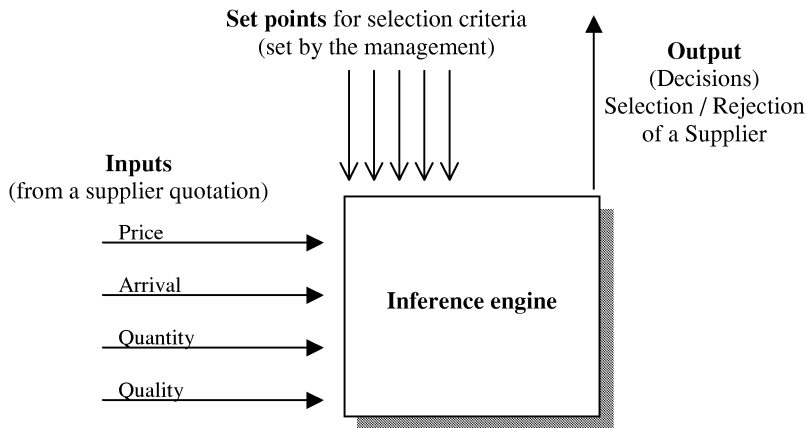 Set points for selection criteria
(set by the management)
Output
(Decisions)
Selection / Rejection
of a Supplier
Inputs
(from a supplier quotation)
Price
Arrival
Quantity
Quality
Inference engine